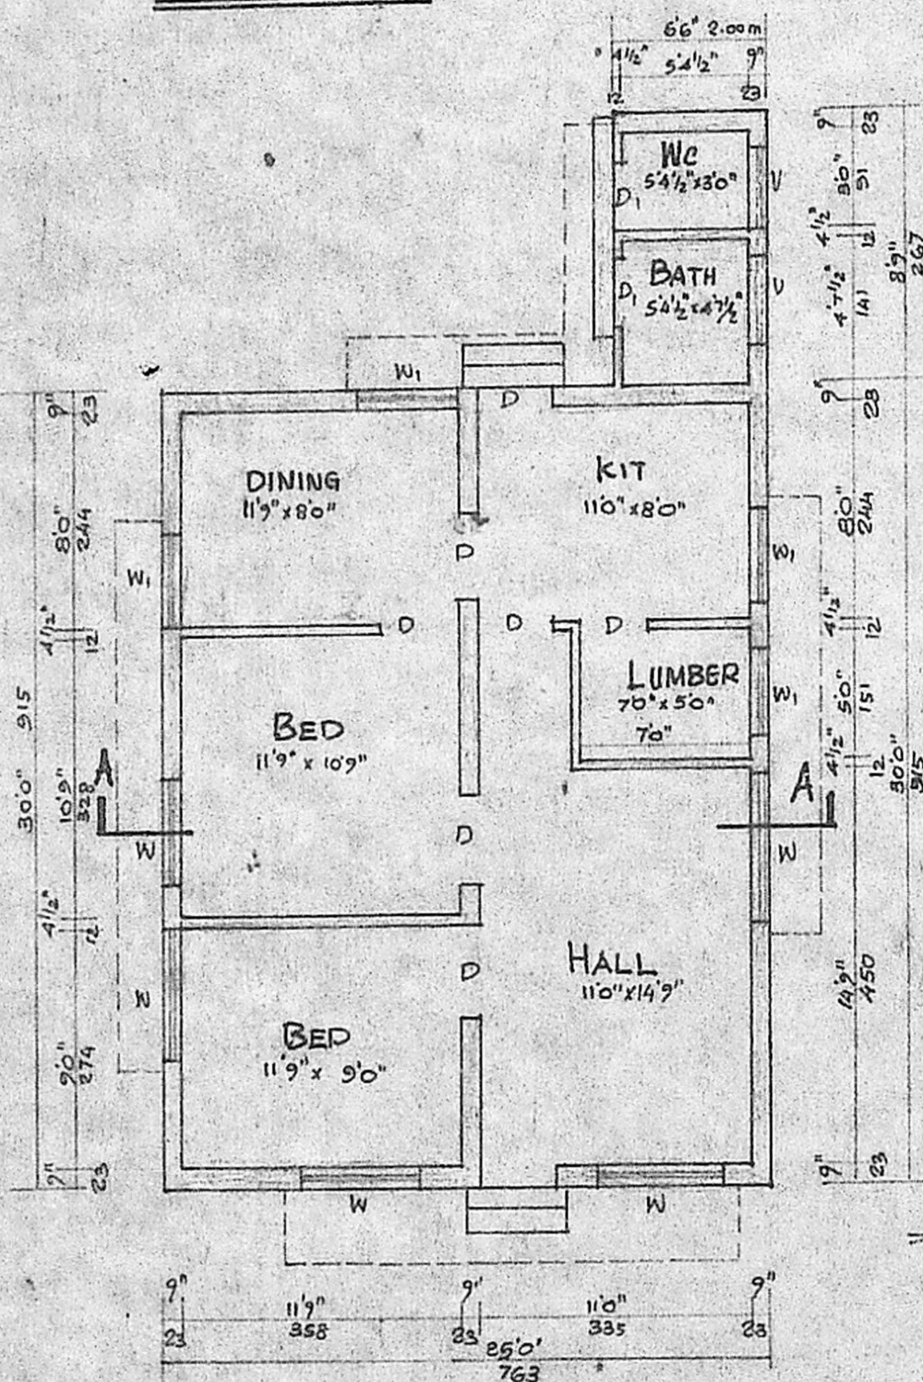 6'6" 2.00m
4½" 5'4½" 9"
12 23
WC
5'4½"x3'0"
D₁
V
BATH
5'4½"x4'7½"
D₁
V
9" 23
3'0" 91
4½" 12
4'7½" 141
8'9" 267
9" 23
8'0" 244
4½" 12
5'0" 151
4½" 12
14'9" 450
9" 23
30'0" 915
W₁
D
9" 23
8'0" 244
4½" 12
10'9" 328
4½" 12
9'0" 274
9" 23
30'0" 915
DINING
11'9" x 8'0"
KIT
11'0" x 8'0"
W₁
D
W₁
D
D
D
LUMBER
7'0" x 5'0"
7'0"
W₁
BED
11'9" x 10'9"
A
A
W
D
W
HALL
11'0"x14'9"
D
W
BED
11'9" x 9'0"
W
W
9" 11'9" 9" 11'0" 9"
23 358 23 335 23
25'0"
763